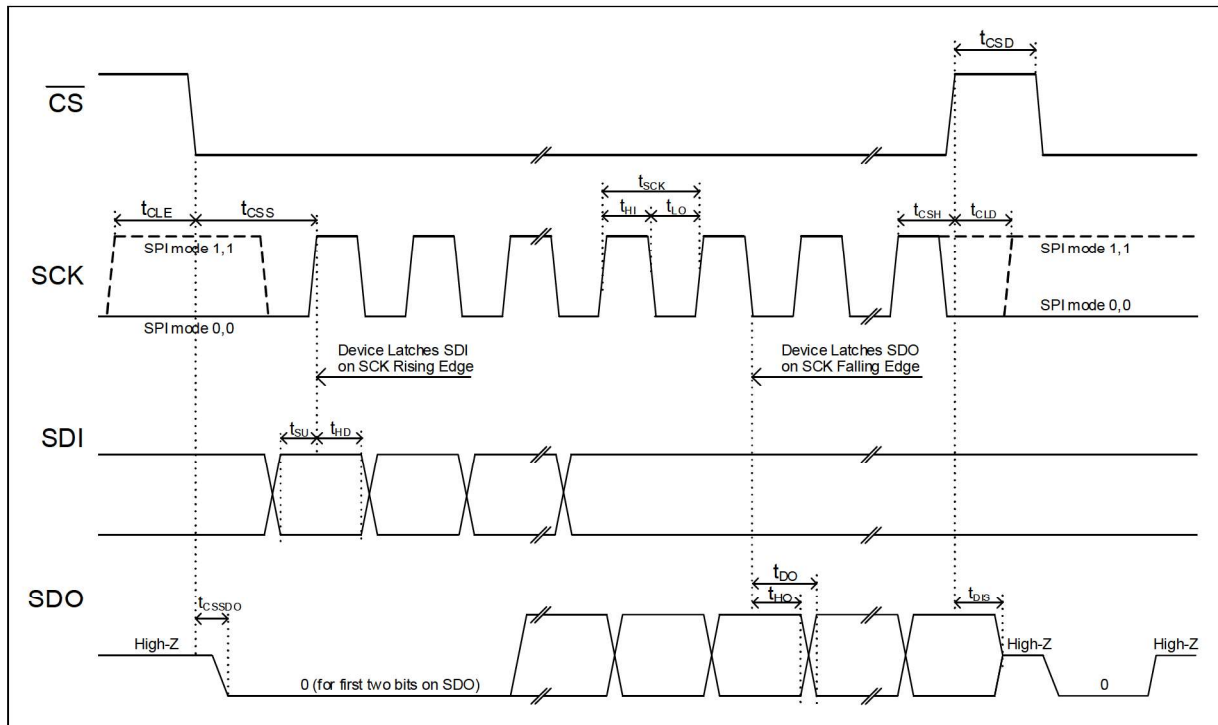 tCSD
CS
tSCK
tCLE
tCSS
tHI
tLO
tCSH
tCLD
SPI mode 1,1
SPI mode 1,1
SCK
SPI mode 0,0
SPI mode 0,0
Device Latches SDI
on SCK Rising Edge
Device Latches SDO
on SCK Falling Edge
tSU
tHD
SDI
tDO
SDO
tCSSDO
tHO
tDIS
High-Z
High-Z
High-Z
0 (for first two bits on SDO)
0